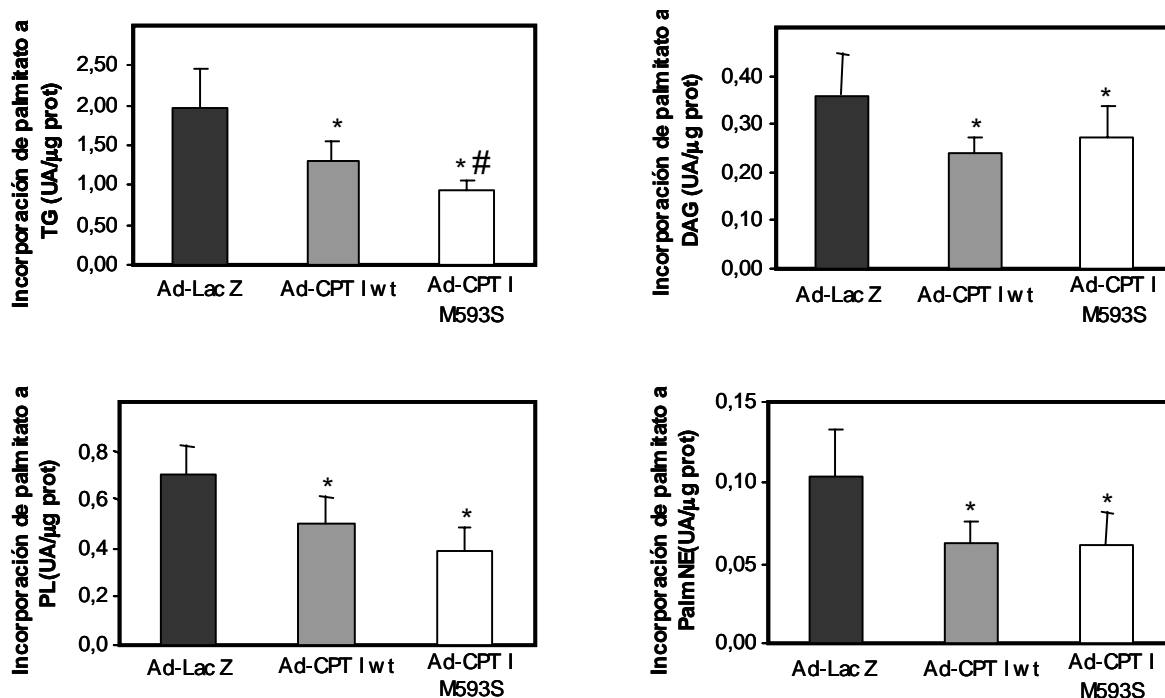 Incorporación de palmitato a
TG (UA/µg prot)
2,50
2,00
1,50
1,00
0,50
0,00
*
* #
Ad-Lac Z
Ad-CPT I wt
Ad-CPT I
M593S
Incorporación de palmitato a
DAG (UA/µg prot)
0,40
0,30
0,20
0,10
0,00
*
*
Ad-Lac Z
Ad-CPT I wt
Ad-CPT I
M593S
Incorporación de palmitato a
PL(UA/µg prot)
0,8
0,6
0,4
0,2
0,0
*
*
Ad-Lac Z
Ad-CPT I wt
Ad-CPT I
M593S
Incorporación de palmitato a
PalmNE(UA/µg prot)
0,15
0,10
0,05
0,00
*
*
Ad-Lac Z
Ad-CPT I wt
Ad-CPT I
M593S